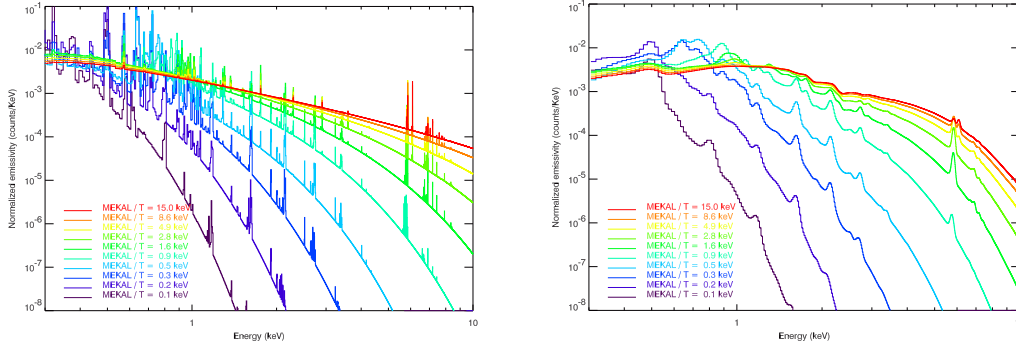 10^-1
10^-2
10^-3
10^-4
10^-5
10^-6
10^-7
10^-8
Normalized emissivity (counts/KeV)
MEKAL / T = 15.0 keV
MEKAL / T = 8.6 keV
MEKAL / T = 4.9 keV
MEKAL / T = 2.8 keV
MEKAL / T = 1.6 keV
MEKAL / T = 0.9 keV
MEKAL / T = 0.5 keV
MEKAL / T = 0.3 keV
MEKAL / T = 0.2 keV
MEKAL / T = 0.1 keV
1
10
Energy (keV)
10^-1
10^-2
10^-3
10^-4
10^-5
10^-6
10^-7
10^-8
Normalized emissivity (counts/KeV)
MEKAL / T = 15.0 keV
MEKAL / T = 8.6 keV
MEKAL / T = 4.9 keV
MEKAL / T = 2.8 keV
MEKAL / T = 1.6 keV
MEKAL / T = 0.9 keV
MEKAL / T = 0.5 keV
MEKAL / T = 0.3 keV
MEKAL / T = 0.2 keV
MEKAL / T = 0.1 keV
1
Energy (keV)